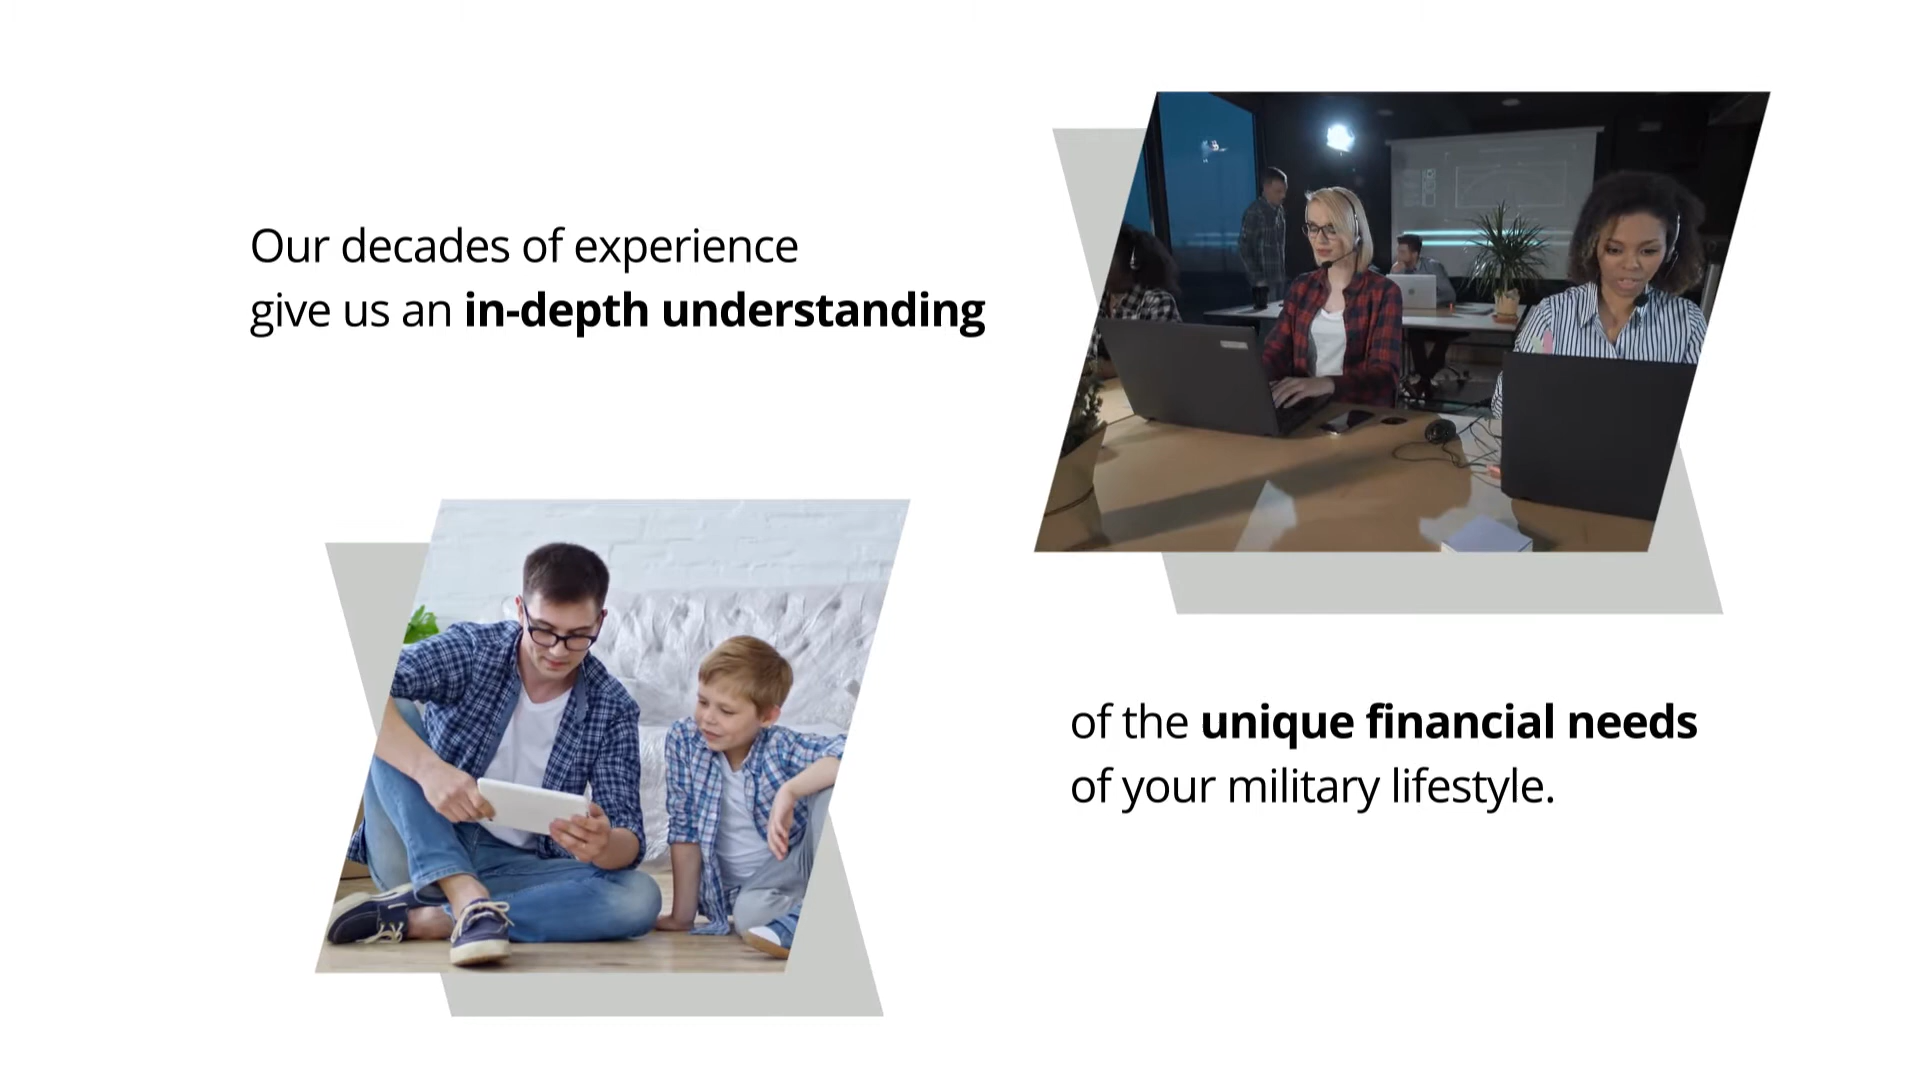 Our decades of experience
give us an in-depth understanding
of the unique financial needs
of your military lifestyle.